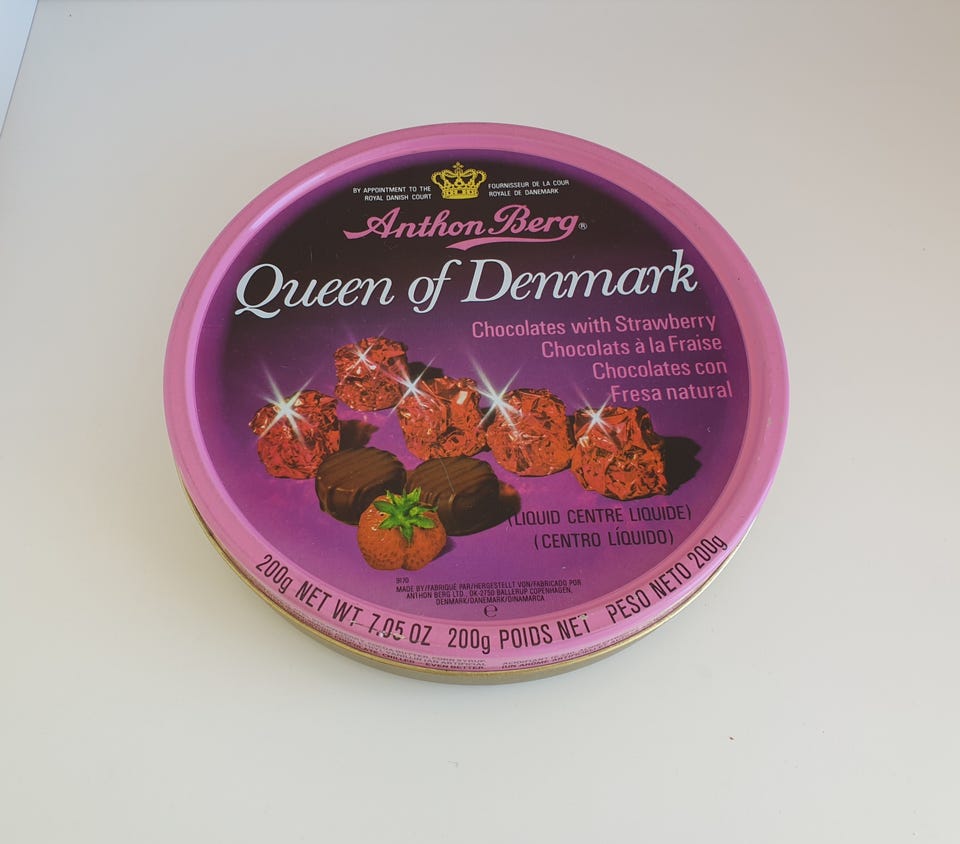 BY APPOINTMENT TO THE
ROYAL DANISH COURT
FOURNISSEUR DE LA COUR
ROYALE DE DANEMARK
Anthon Berg®
Queen of Denmark
Chocolates with Strawberry
Chocolats à la Fraise
Chocolates con
Fresa natural
(LIQUID CENTRE LIQUIDE)
(CENTRO LÍQUIDO)
9170
MADE BY/FABRIQUÉ PAR/HERGESTELLT VON/FABRICADO POR
ANTHON BERG LTD., DK-2750 BALLERUP COPENHAGEN,
DENMARK/DANEMARK/DINAMARCA
e
200g NET WT 7.05 OZ 200g POIDS NET PESO NETO 200g
EVEN BETTER